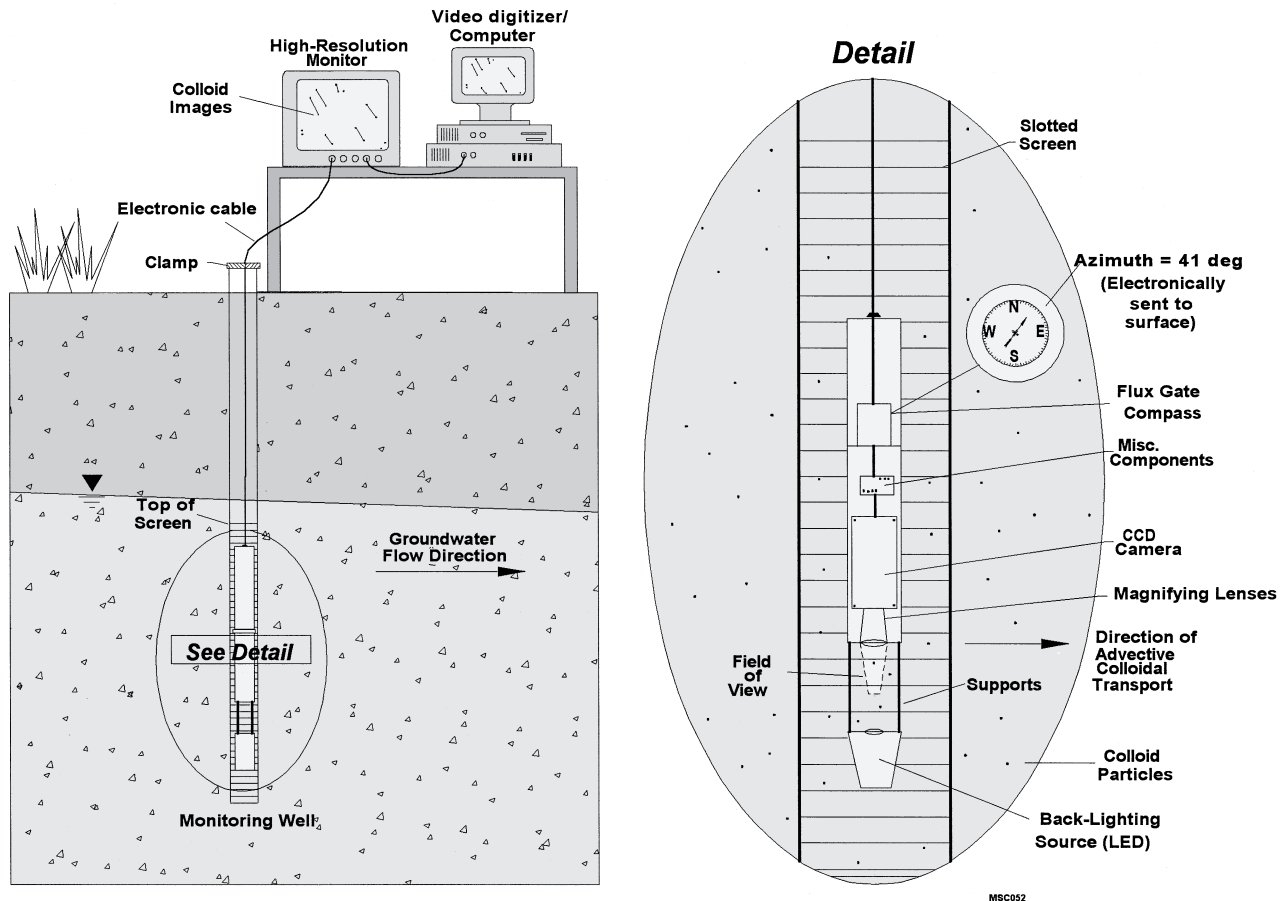 Video digitizer/
Computer
High-Resolution
Monitor
Colloid
Images
Electronic cable
Clamp
Top of
Screen
Groundwater
Flow Direction
See Detail
Monitoring Well
Detail
Slotted
Screen
Azimuth = 41 deg
(Electronically
sent to
surface)
N
W E
S
Flux Gate
Compass
Misc.
Components
CCD
Camera
Magnifying Lenses
Direction of
Advective
Colloidal
Transport
Field
of
View
Supports
Colloid
Particles
Back-Lighting
Source (LED)
MSC052